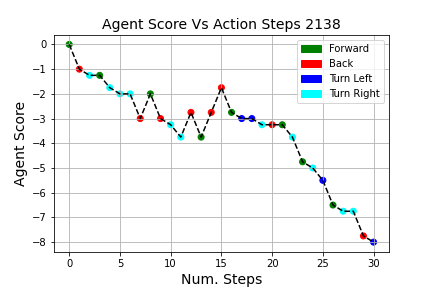 Agent Score Vs Action Steps 2138
Forward
Back
Turn Left
Turn Right
Agent Score
0
−1
−2
−3
−4
−5
−6
−7
−8
0 5 10 15 20 25 30
Num. Steps